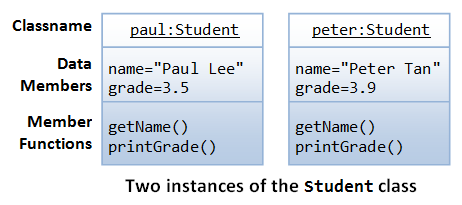 Classname
paul:Student
peter:Student
Data
Members
name="Paul Lee"
grade=3.5
name="Peter Tan"
grade=3.9
Member
Functions
getName()
printGrade()
getName()
printGrade()
Two instances of the Student class